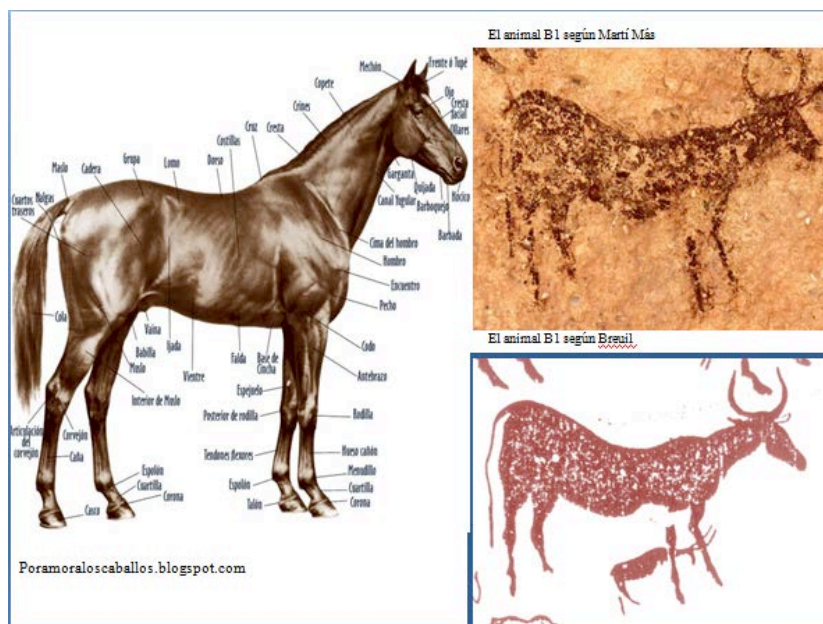 El animal B1 según Martí Más
Mechón
Frente ó Tupé
Ojo
Cresta
facial
Ollares
Copete
Crines
Cresta
Cruz
Costillas
Dorso
Lomo
Grupa
Cadera
Maslo
Nalgas
Cuartos
traseros
Garganta
Quijada
Canal Yugular
Barboquejo
Hócico
Barbada
Cima del hombro
Hombro
Encuentro
Pecho
Cola
Vaina
Ijada
Babilla
Muslo
Vientre
Falda
Base de
Cincha
Codo
Antebrazo
Interior de Muslo
Espejuelo
Posterior de rodilla
Rodilla
Articulación
del
corvejón
Corvejón
Caña
Tendones flexores
Hueso cañón
Menudillo
Espolón
Cuartilla
Corona
Espolón
Cuartilla
Talón
Corona
Casco
El animal B1 según Breuil
Poramoraloscaballos.blogspot.com